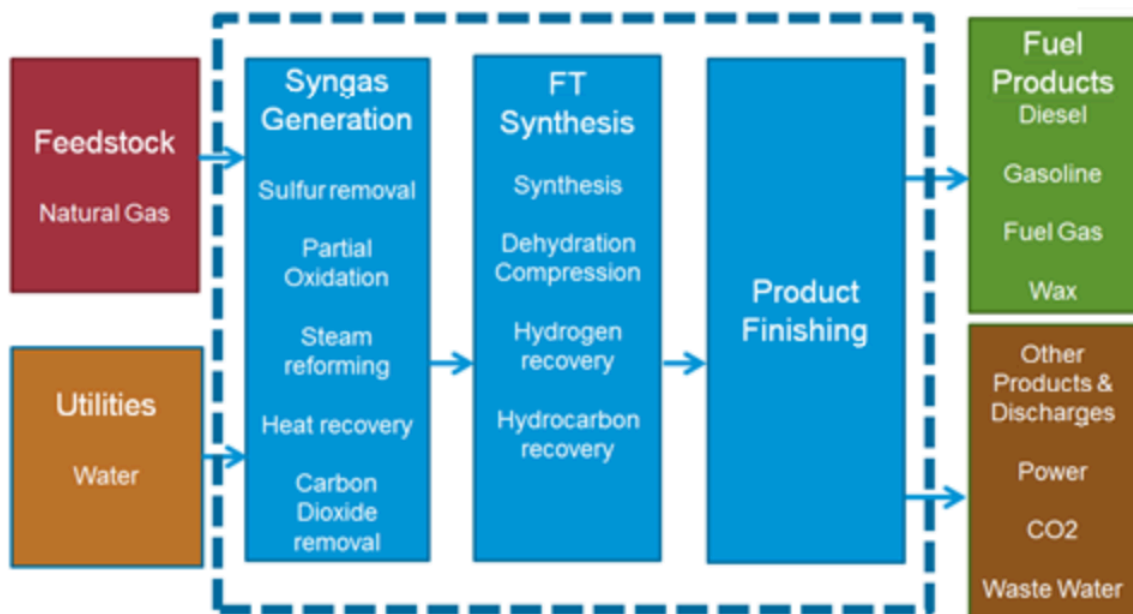 Feedstock
Natural Gas
Utilities
Water
Syngas
Generation
Sulfur removal
Partial
Oxidation
Steam
reforming
Heat recovery
Carbon
Dioxide
removal
FT
Synthesis
Synthesis
Dehydration
Compression
Hydrogen
recovery
Hydrocarbon
recovery
Product
Finishing
Fuel
Products
Diesel
Gasoline
Fuel Gas
Wax
Other
Products &
Discharges
Power
CO2
Waste Water